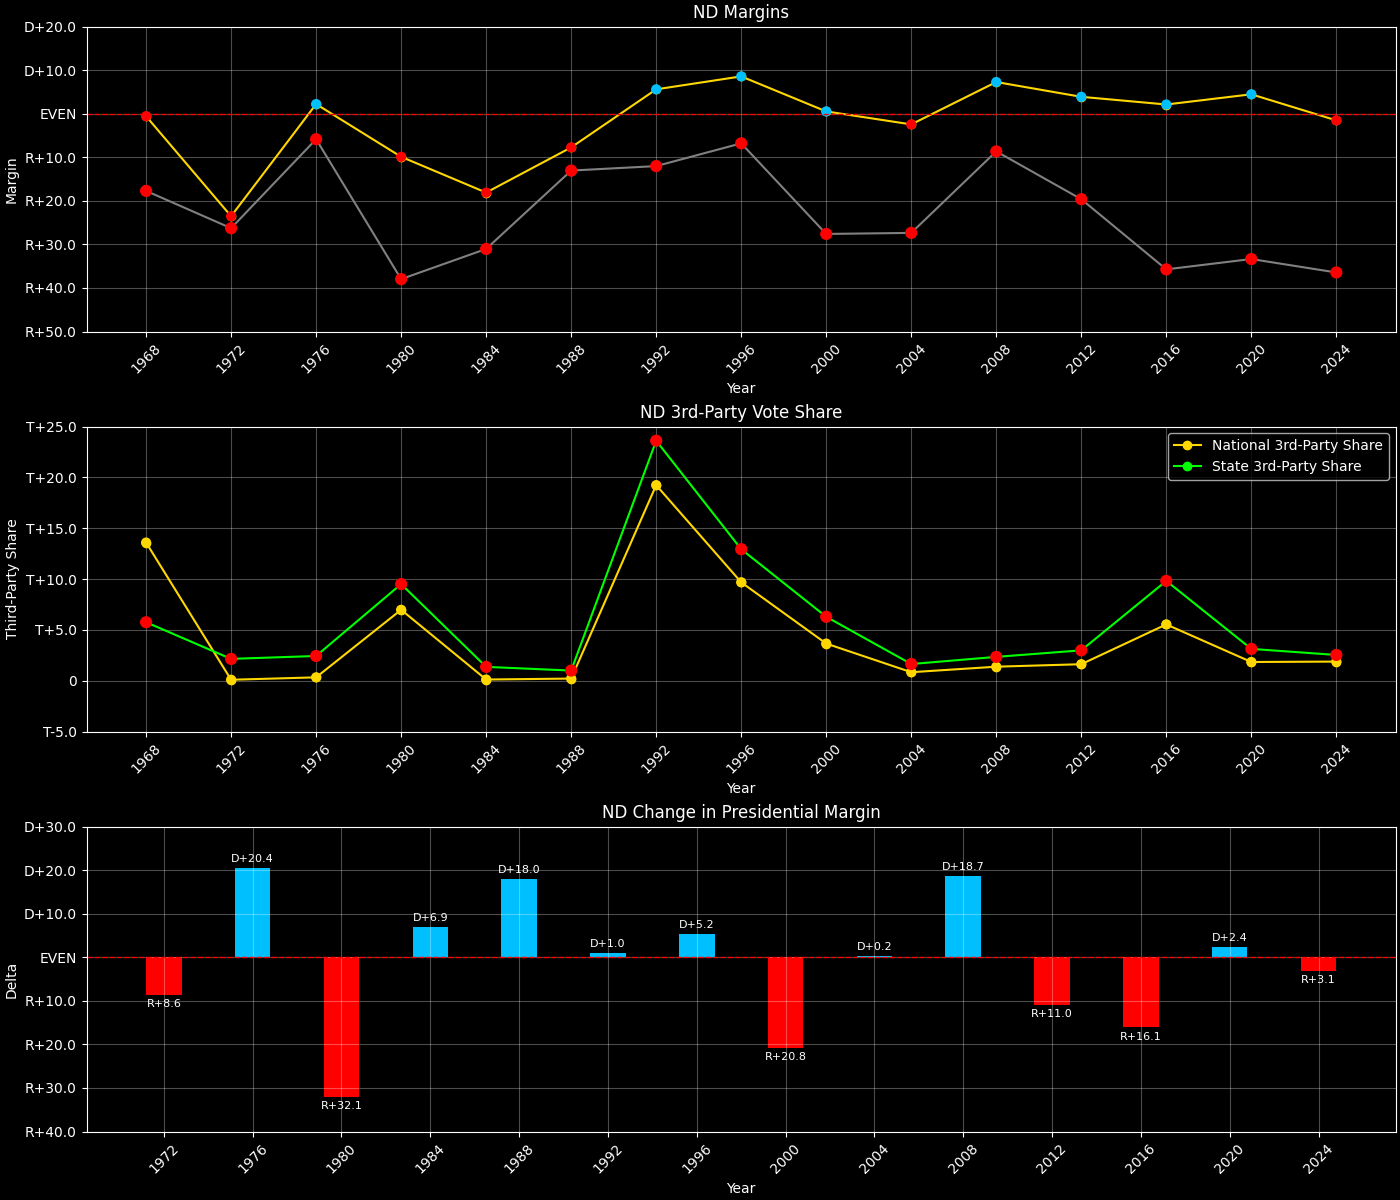 ND Margins
D+20.0
D+10.0
EVEN
R+10.0
R+20.0
R+30.0
R+40.0
R+50.0
Margin
1968 1972 1976 1980 1984 1988 1992 1996 2000 2004 2008 2012 2016 2020 2024
Year
ND 3rd-Party Vote Share
T+25.0
T+20.0
T+15.0
T+10.0
T+5.0
0
T-5.0
Third-Party Share
National 3rd-Party Share
State 3rd-Party Share
1968 1972 1976 1980 1984 1988 1992 1996 2000 2004 2008 2012 2016 2020 2024
Year
ND Change in Presidential Margin
D+30.0
D+20.0
D+10.0
EVEN
R+10.0
R+20.0
R+30.0
R+40.0
Delta
R+8.6
D+20.4
R+32.1
D+6.9
D+18.0
D+1.0
D+5.2
R+20.8
D+0.2
D+18.7
R+11.0
R+16.1
D+2.4
R+3.1
1972 1976 1980 1984 1988 1992 1996 2000 2004 2008 2012 2016 2020 2024
Year